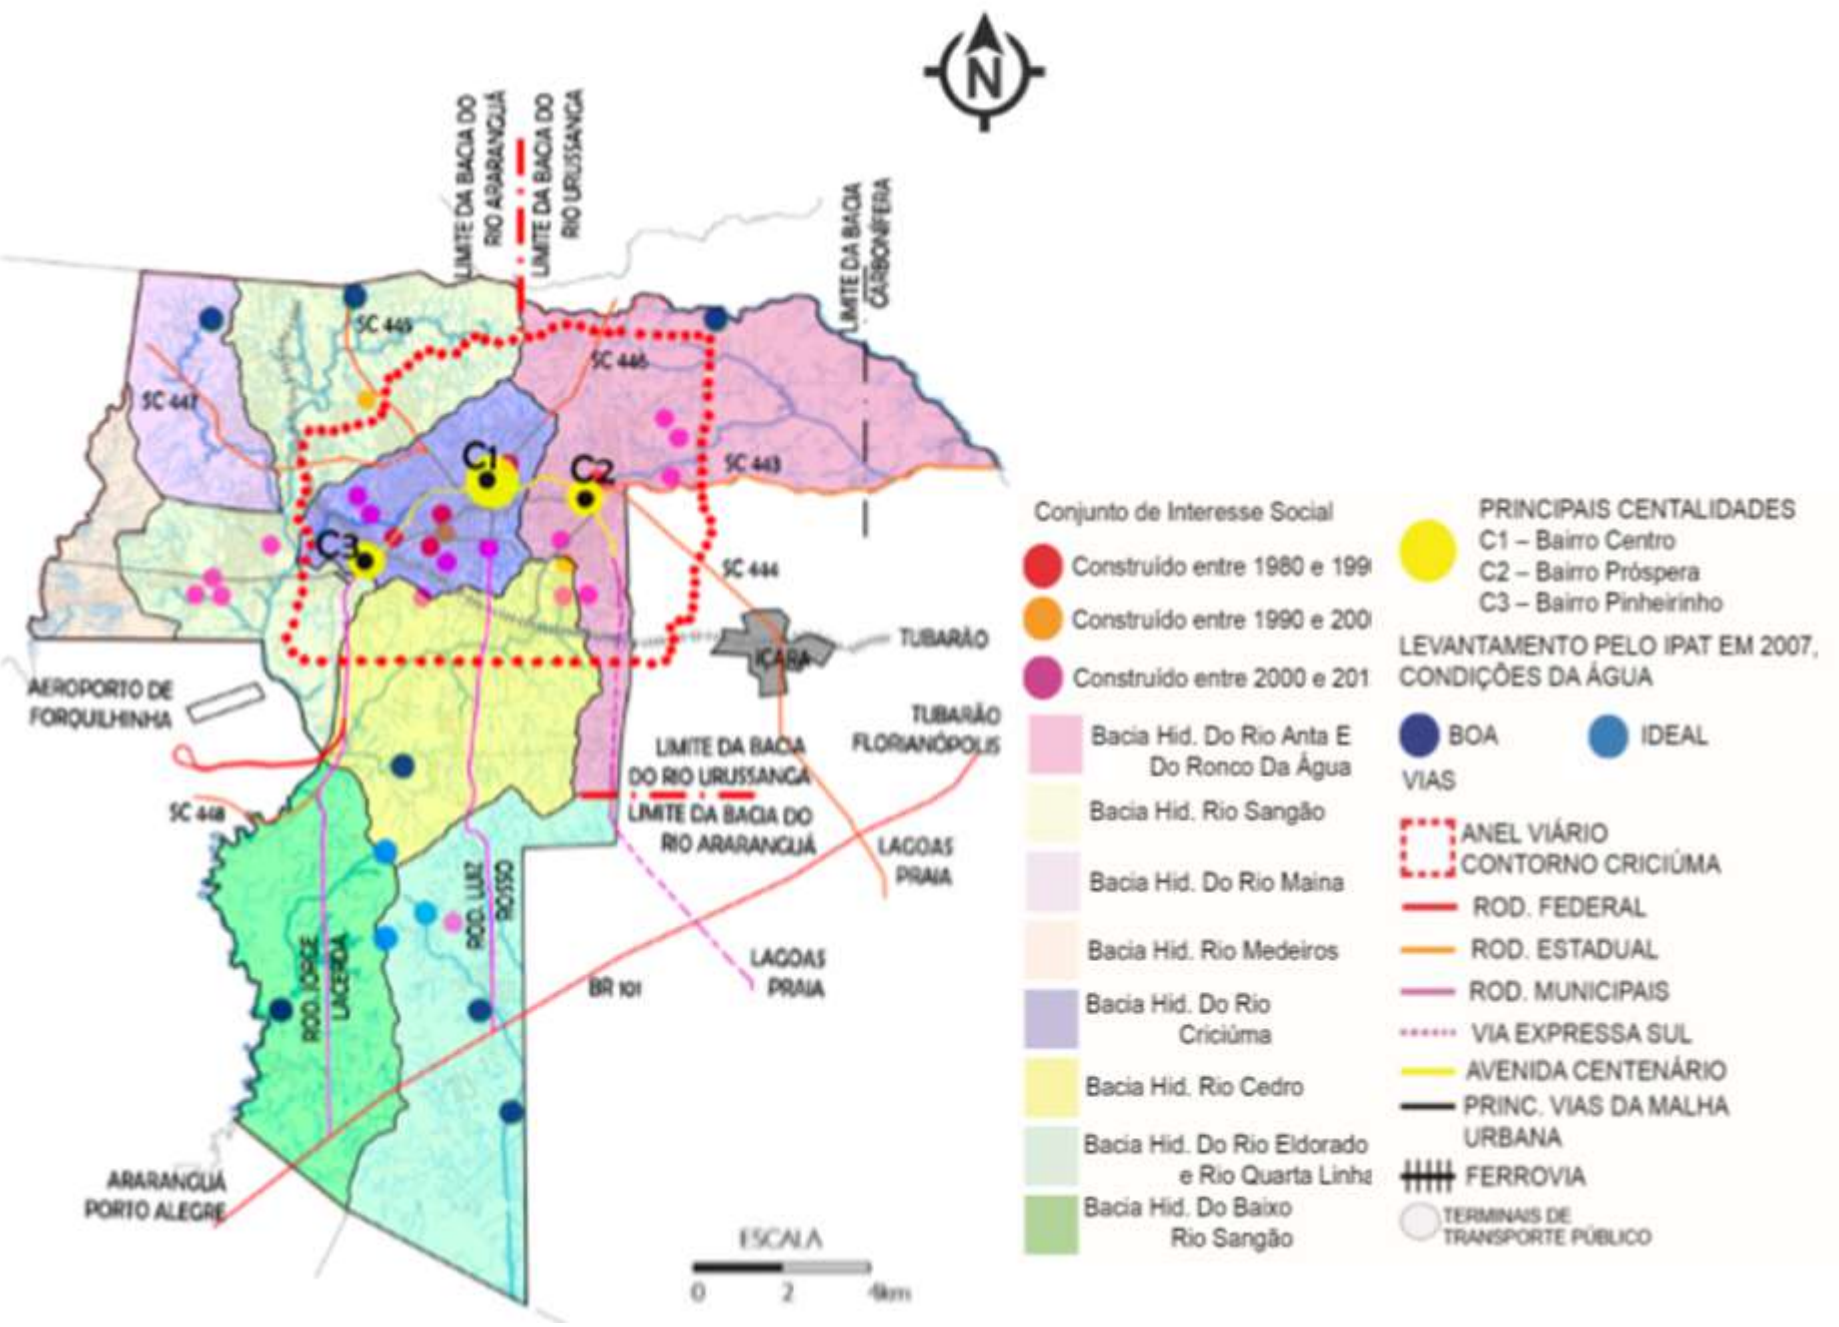 N
LIMITE DA BACIA DO
RIO ARARANGUÁ
LIMITE DA BACIA DO
RIO URUSSANGA
LIMITE DA BACIA
CARBONÍFERA
SC 445
SC 446
SC 447
C1
C2
SC 443
C3
SC 444
TUBARÃO
IÇARA
AEROPORTO DE
FORQUILHINHA
TUBARÃO
FLORIANÓPOLIS
LIMITE DA BACIA
DO RIO URUSSANGA
LIMITE DA BACIA DO
RIO ARARANGUÁ
SC 448
LAGOAS
PRAIA
ROD. LUIZ
ROSSO
ROD. JORGE
LACERDA
LAGOAS
PRAIA
BR 101
ARARANGUÁ
PORTO ALEGRE
ESCALA
0 2 4km
Conjunto de Interesse Social
Construído entre 1980 e 199
Construído entre 1990 e 200
Construído entre 2000 e 201
Bacia Hid. Do Rio Anta E
Do Ronco Da Água
Bacia Hid. Rio Sangão
Bacia Hid. Do Rio Maina
Bacia Hid. Rio Medeiros
Bacia Hid. Do Rio
Criciúma
Bacia Hid. Rio Cedro
Bacia Hid. Do Rio Eldorado
e Rio Quarta Linha
Bacia Hid. Do Baixo
Rio Sangão
PRINCIPAIS CENTALIDADES
C1 – Bairro Centro
C2 – Bairro Próspera
C3 – Bairro Pinheirinho
LEVANTAMENTO PELO IPAT EM 2007,
CONDIÇÕES DA ÁGUA
BOA
IDEAL
VIAS
ANEL VIÁRIO
CONTORNO CRICIÚMA
ROD. FEDERAL
ROD. ESTADUAL
ROD. MUNICIPAIS
VIA EXPRESSA SUL
AVENIDA CENTENÁRIO
PRINC. VIAS DA MALHA
URBANA
FERROVIA
TERMINAIS DE
TRANSPORTE PÚBLICO